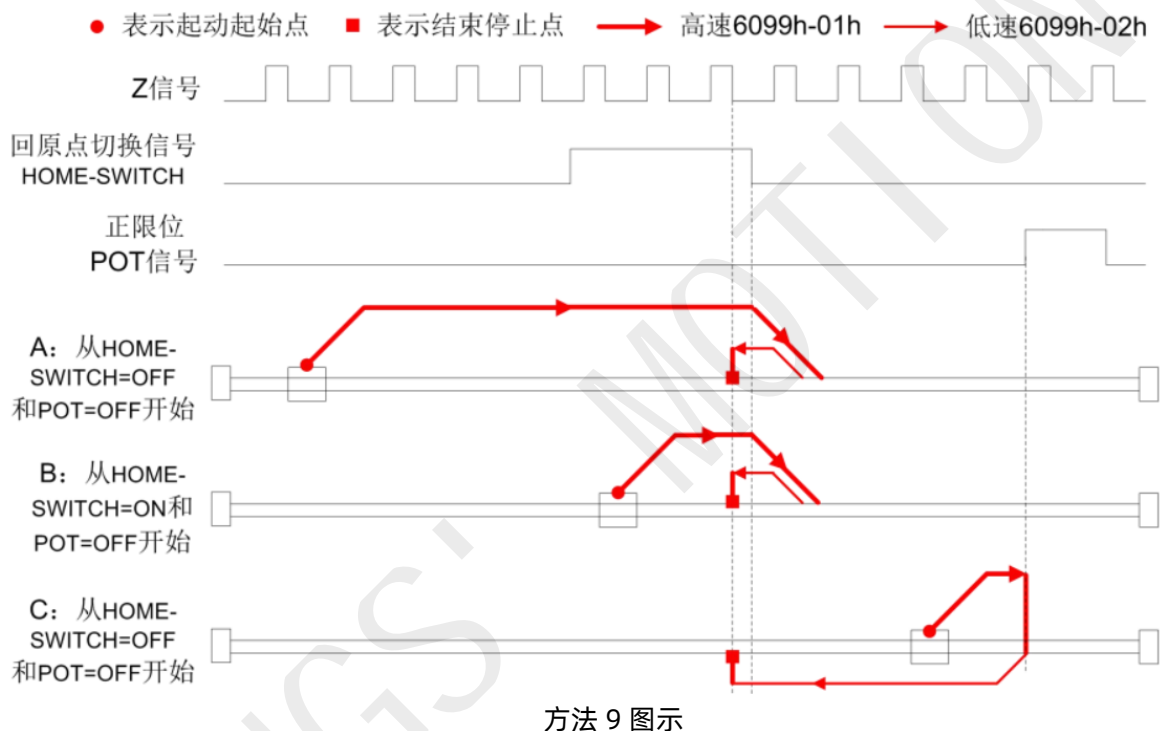 表示起动起始点 表示结束停止点 高速6099h-01h 低速6099h-02h
Z信号
回原点切换信号
HOME-SWITCH
正限位
POT信号
A：从HOME-
SWITCH=OFF
和POT=OFF开始
B：从HOME-
SWITCH=ON和
POT=OFF开始
C：从HOME-
SWITCH=OFF
和POT=OFF开始
方法 9 图示
NGS' MOTION